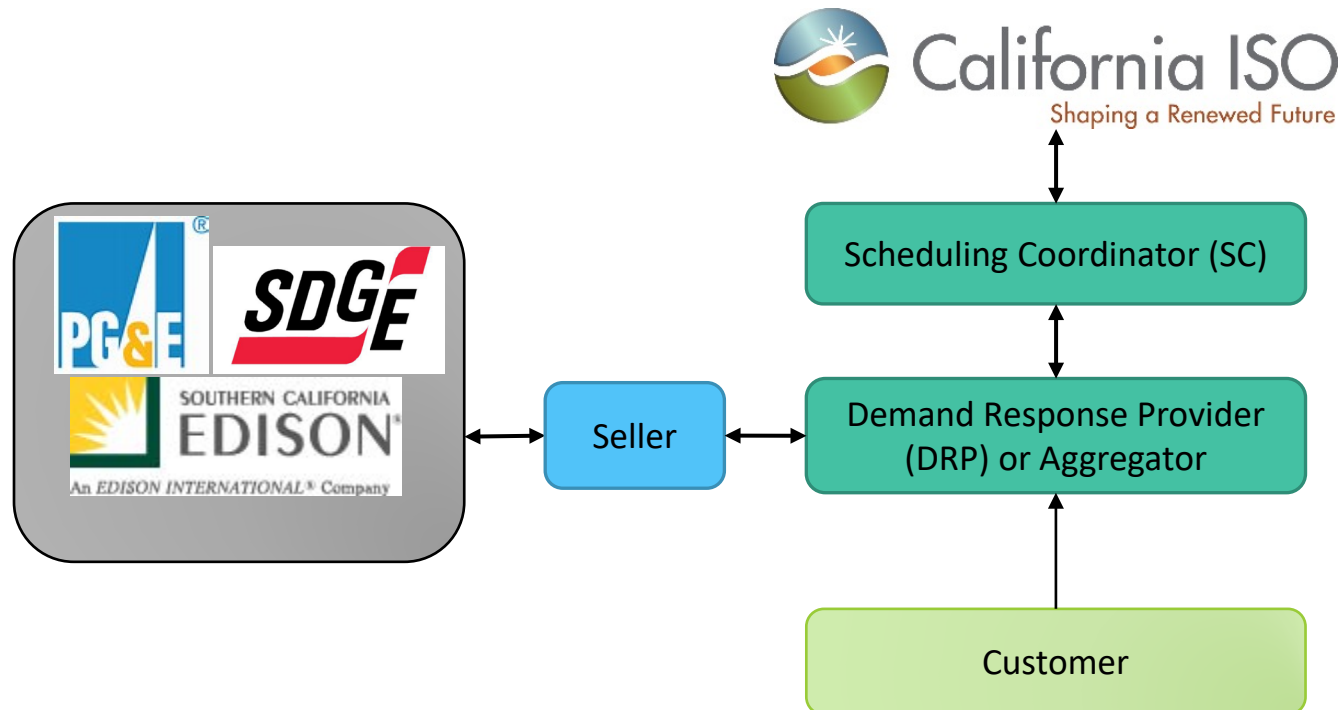 California ISO
Shaping a Renewed Future
PG&E®
SDGE
SOUTHERN CALIFORNIA
EDISON®
An EDISON INTERNATIONAL® Company
Scheduling Coordinator (SC)
Seller
Demand Response Provider
(DRP) or Aggregator
Customer